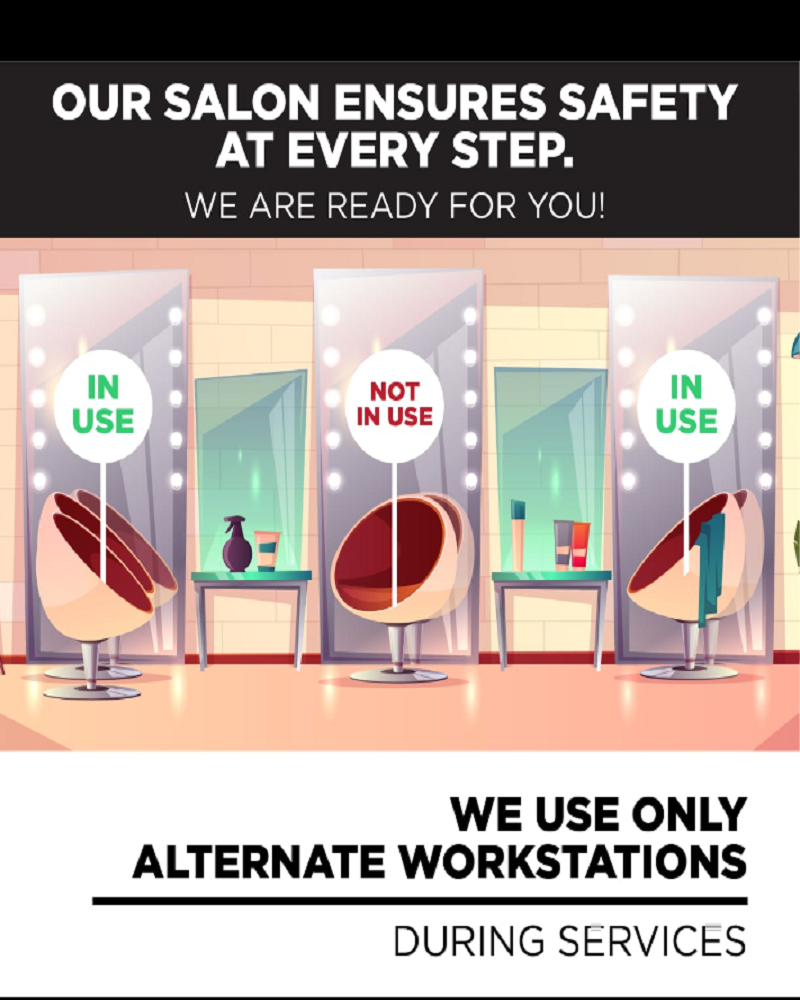 OUR SALON ENSURES SAFETY
AT EVERY STEP.
WE ARE READY FOR YOU!
IN
USE
NOT
IN USE
IN
USE
WE USE ONLY
ALTERNATE WORKSTATIONS
DURING SERVICES